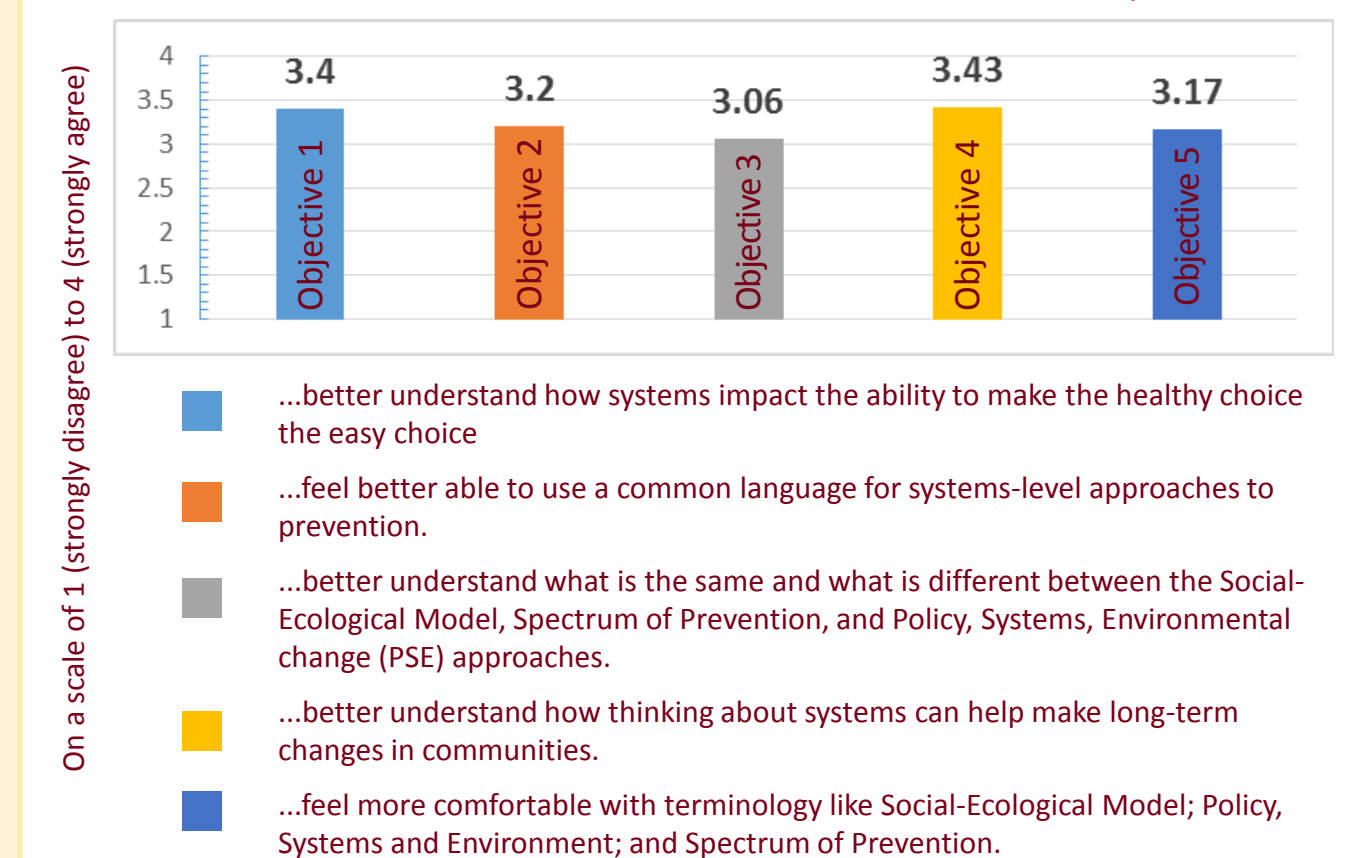 On a scale of 1 (strongly disagree) to 4 (strongly agree)
4
3.5
3
2.5
2
1.5
1
3.4
3.2
3.06
3.43
3.17
Objective 1
Objesctive 2
Objective 3
Objective 4
Objective 5
...better understand how systems impact the ability to make the healthy choice
the easy choice
...feel better able to use a common language for systems-level approaches to
prevention.
...better understand what is the same and what is different between the Social-
Ecological Model, Spectrum of Prevention, and Policy, Systems, Environmental
change (PSE) approaches.
...better understand how thinking about systems can help make long-term
changes in communities.
...feel more comfortable with terminology like Social-Ecological Model; Policy,
Systems and Environment; and Spectrum of Prevention.